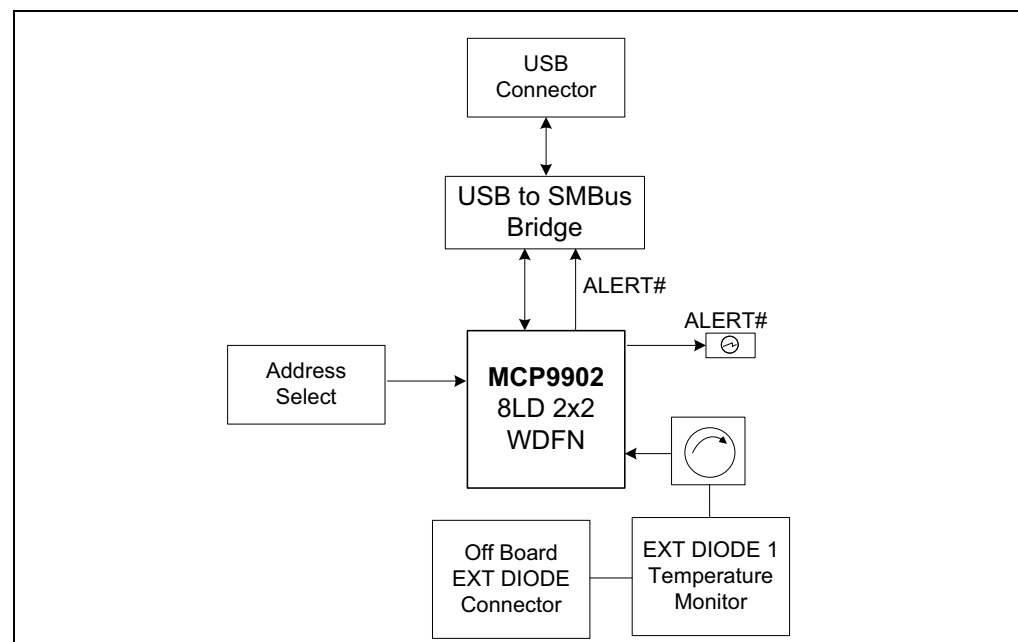 USB
Connector
USB to SMBus
Bridge
ALERT#
ALERT#
Address
Select
MCP9902
8LD 2x2
WDFN
Off Board
EXT DIODE
Connector
EXT DIODE 1
Temperature
Monitor